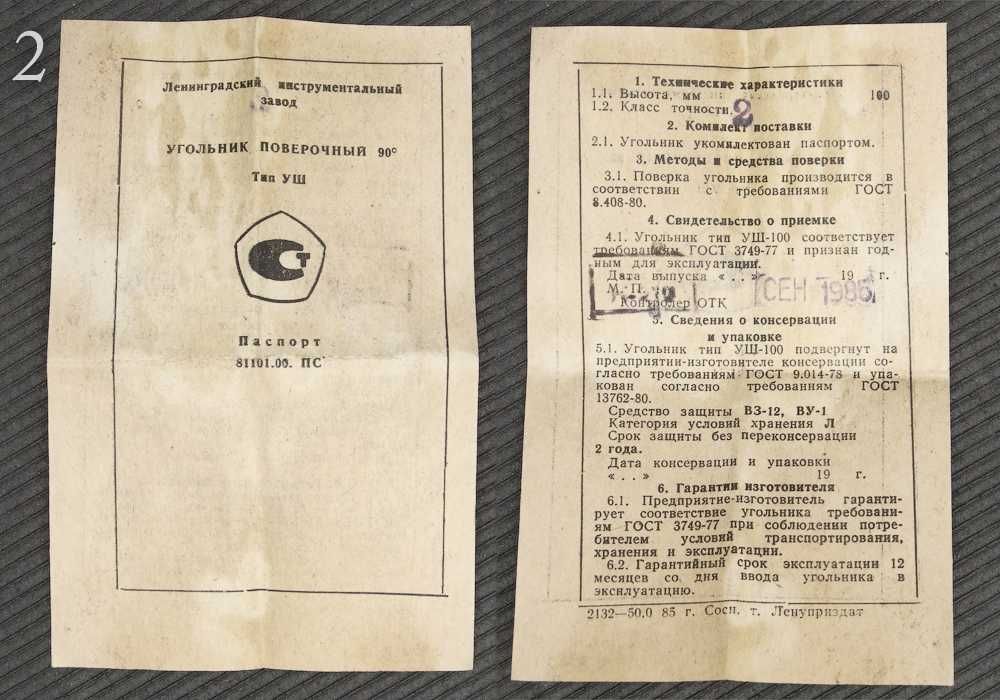 2
Ленинградский инструментальный
завод
УГОЛЬНИК ПОВЕРОЧНЫЙ 90°
Тип УШ
Паспорт
81101.00. ПС
1. Технические характеристики
1.1. Высота, мм 100
1.2. Класс точности. 2
2. Комплект поставки
2.1. Угольник укомплектован паспортом.
3. Методы и средства поверки
3.1. Поверка угольника производится в
соответствии с требованиями ГОСТ
8.408-80.
4. Свидетельство о приемке
4.1. Угольник тип УШ-100 соответствует
требованиям ГОСТ 3749-77 и признан год-
ным для эксплуатации.
Дата выпуска « . . » 19 г.
М. П.
СЕН 1986
Контролер ОТК
5. Сведения о консервации
и упаковке
5.1. Угольник тип УШ-100 подвергнут на
предприятии-изготовителе консервации со-
гласно требованиям ГОСТ 9.014-78 и упа-
кован согласно требованиям ГОСТ
13762-80.
Средство защиты ВЗ-12, ВУ-1
Категория условий хранения Л
Срок защиты без переконсервации
2 года.
Дата консервации и упаковки
« . . » 19 г.
6. Гарантии изготовителя
6.1. Предприятие-изготовитель гаранти-
рует соответствие угольника требовани-
ям ГОСТ 3749-77 при соблюдении потре-
бителем условий транспортирования,
хранения и эксплуатации.
6.2. Гарантийный срок эксплуатации 12
месяцев со дня ввода угольника в
эксплуатацию.
2132—50.0 85 г. Сосн. т. Ленуприздат